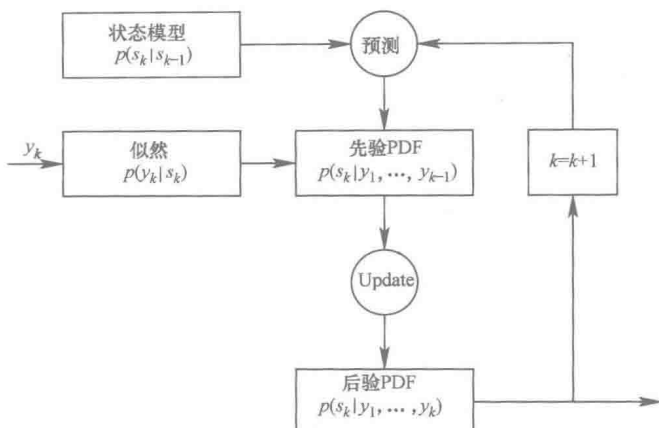 状态模型
p(s_k|s_{k-1})
预测
y_k
似然
p(y_k|s_k)
先验PDF
p(s_k|y_1, …, y_{k-1})
k=k+1
Update
后验PDF
p(s_k|y_1, …, y_k)